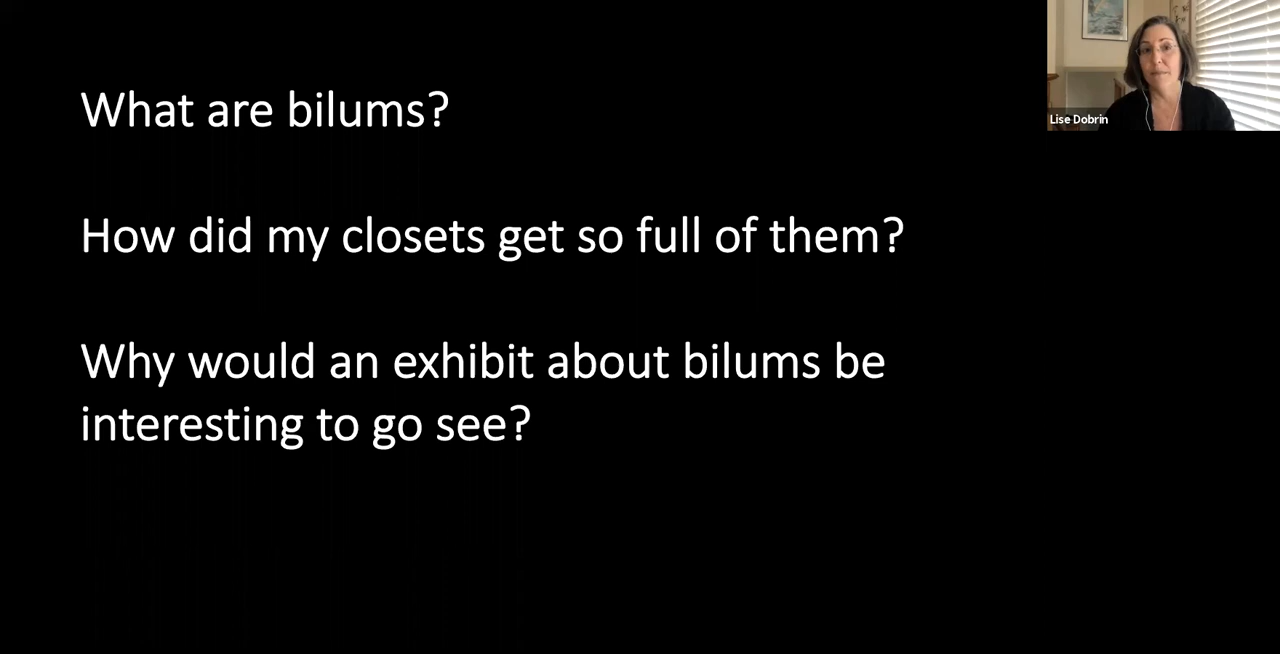 What are bilums?
Lise Dobrin
How did my closets get so full of them?
Why would an exhibit about bilums be
interesting to go see?